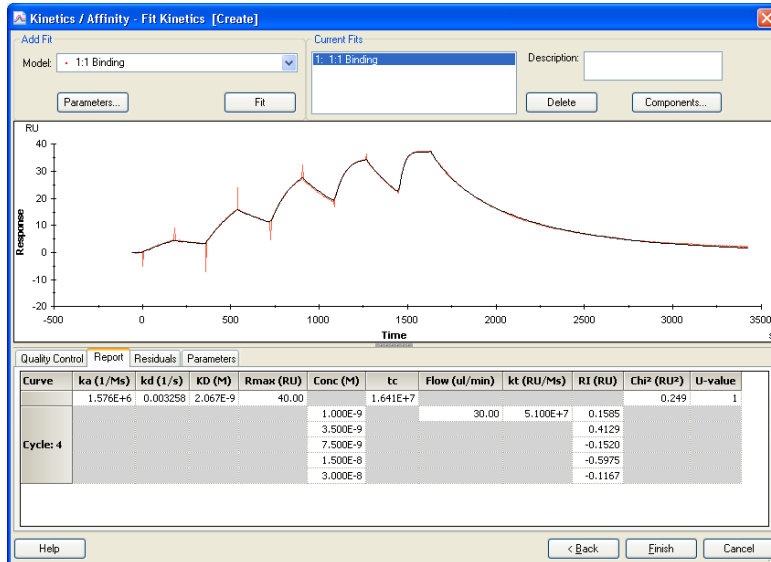 Kinetics / Affinity - Fit Kinetics [Create]
Add Fit
Current Fits
Model: 1:1 Binding
1: 1:1 Binding
Description:
Parameters...
Fit
Delete
Components...
RU
40
30
20
10
0
-10
-20
Response
-500 0 500 1000 1500 2000 2500 3000 3500
Time
s
Quality Control Report Residuals Parameters
Curve ka (1/Ms) kd (1/s) KD (M) Rmax (RU) Conc (M) tc Flow (ul/min) kt (RU/Ms) RI (RU) Chi² (RU²) U-value
1.576E+6 0.003258 2.067E-9 40.00 1.641E+7 0.249 1
Cycle: 4
1.000E-9 30.00 5.100E+7 0.1585
3.500E-9 0.4129
7.500E-9 -0.1520
1.500E-8 -0.5975
3.000E-8 -0.1167
Help
< Back
Finish
Cancel